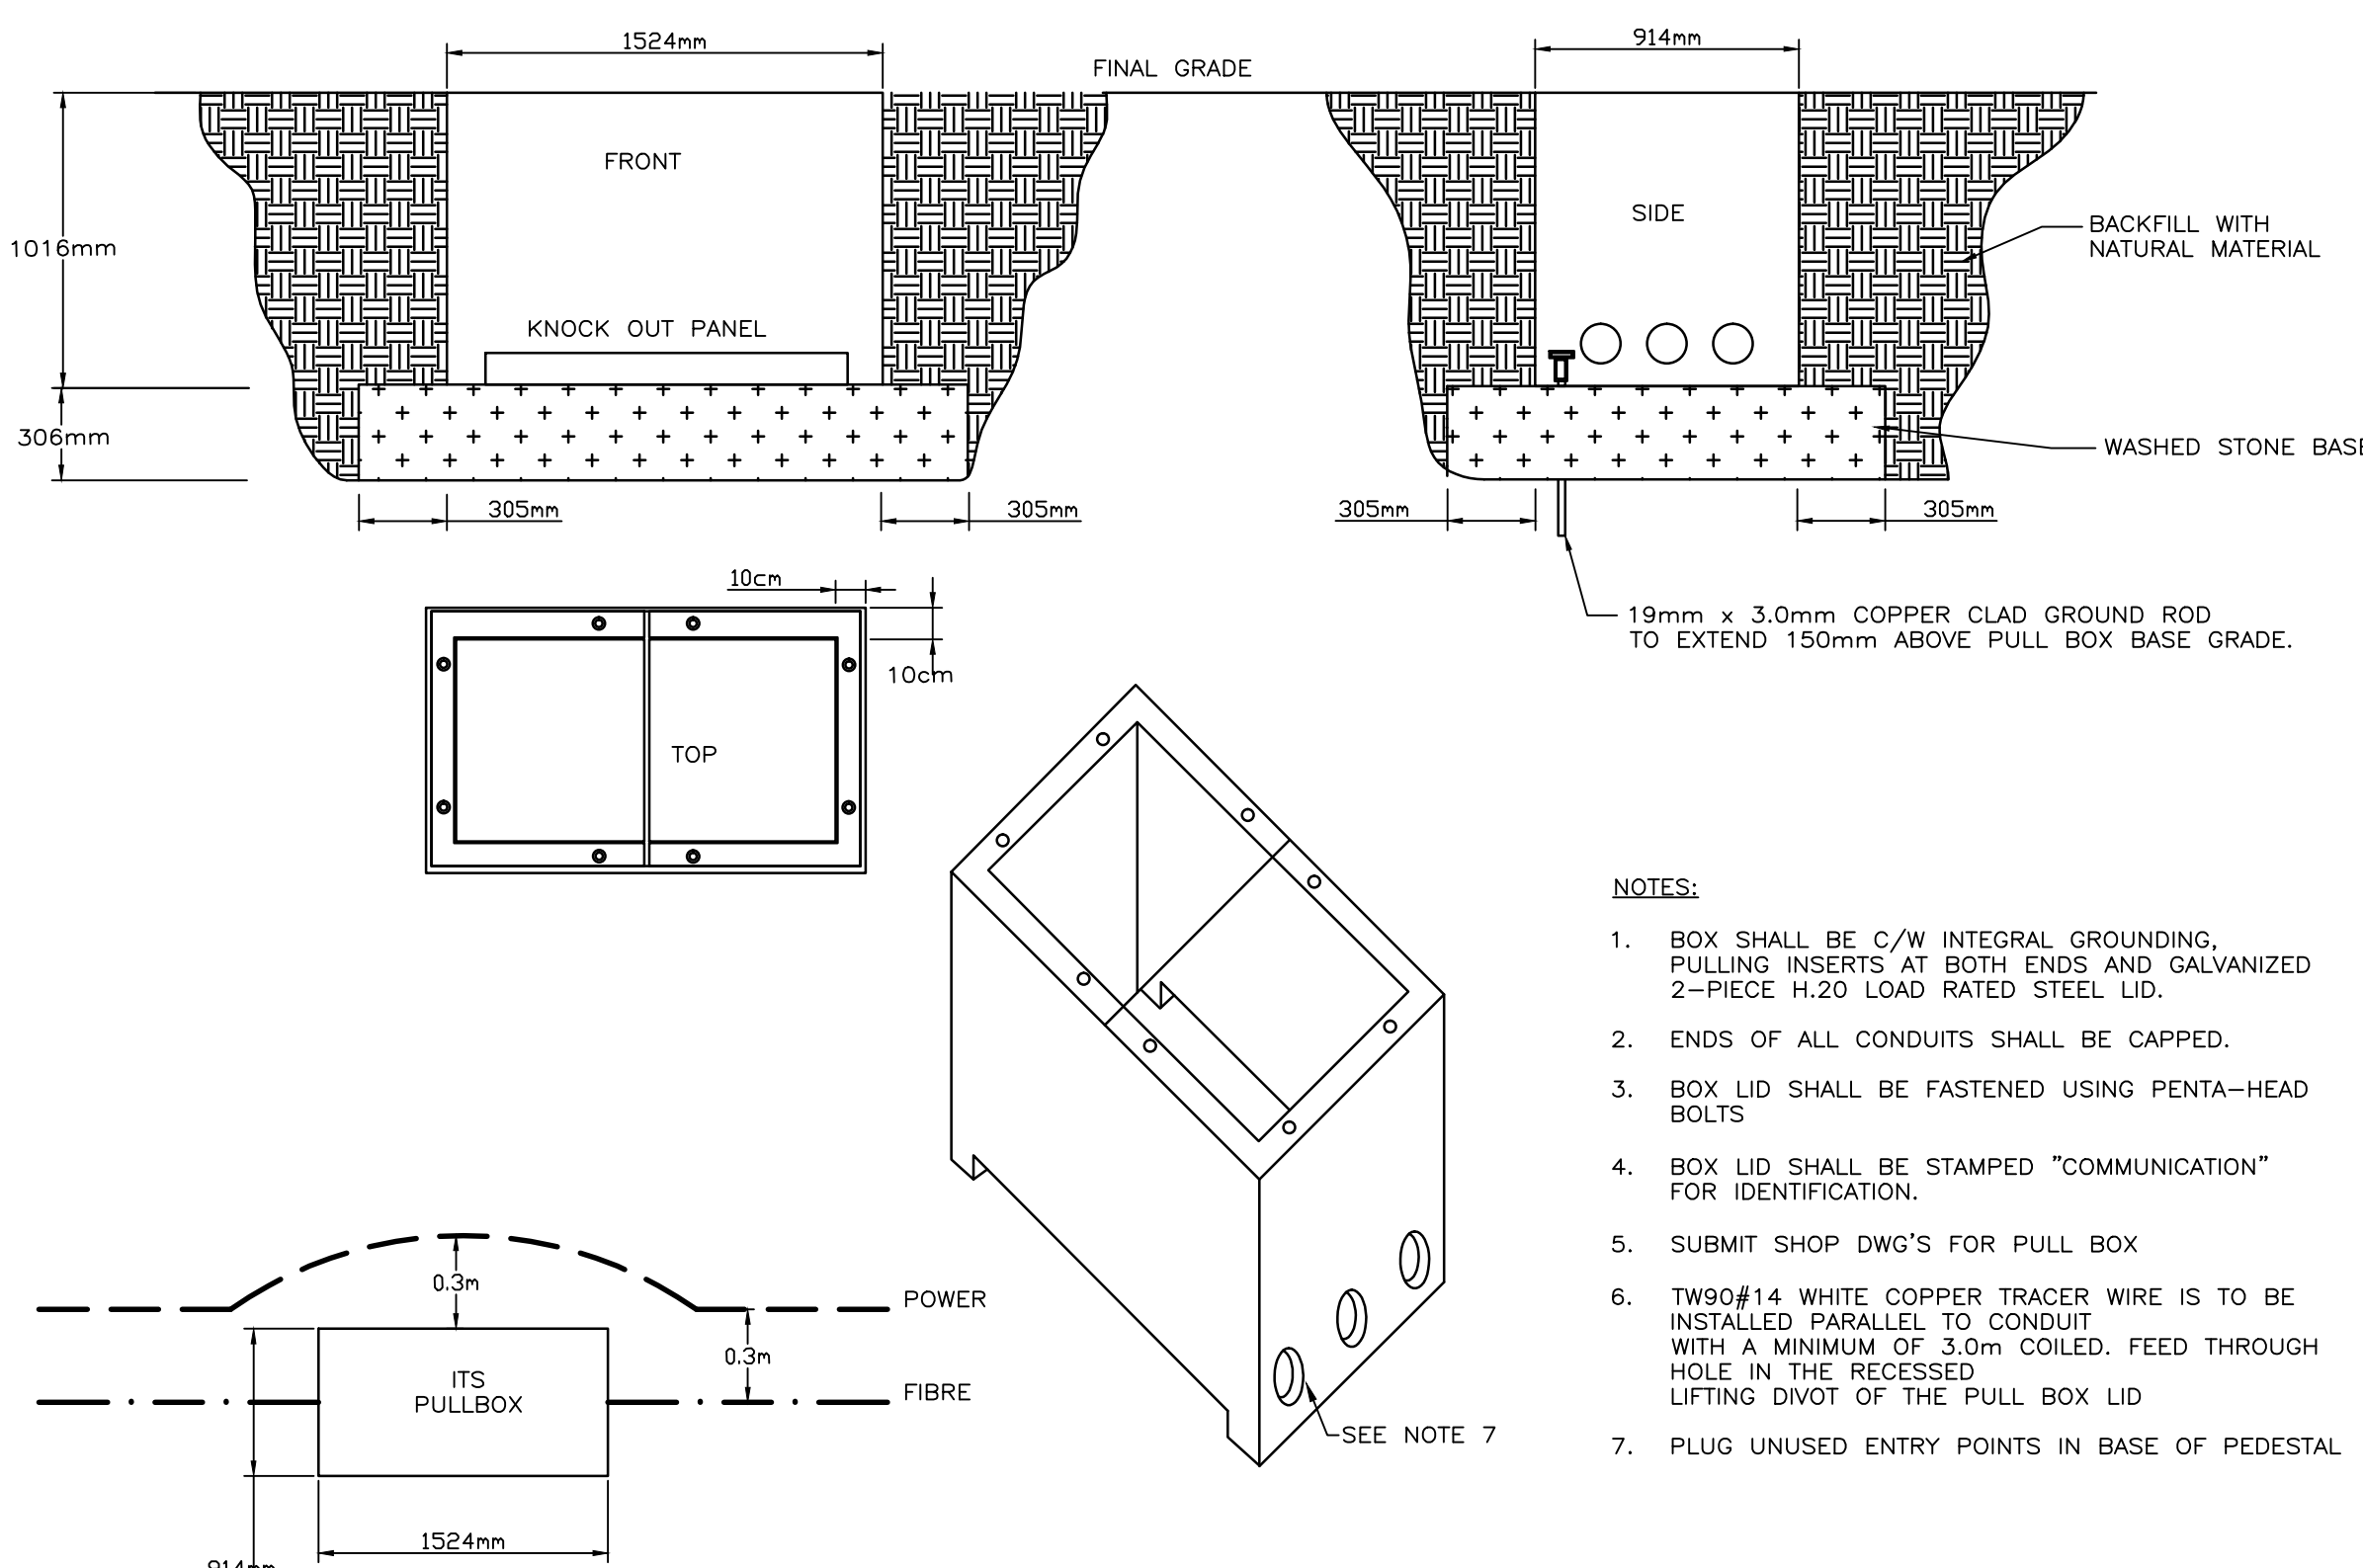 1524mm
914mm
FINAL GRADE
FRONT
SIDE
1016mm
BACKFILL WITH
NATURAL MATERIAL
KNOCK OUT PANEL
306mm
WASHED STONE BASE
305mm
305mm
305mm
305mm
10cm
10cm
19mm x 3.0mm COPPER CLAD GROUND ROD
TO EXTEND 150mm ABOVE PULL BOX BASE GRADE.
TOP
NOTES:
1. BOX SHALL BE C/W INTEGRAL GROUNDING,
PULLING INSERTS AT BOTH ENDS AND GALVANIZED
2-PIECE H.20 LOAD RATED STEEL LID.
2. ENDS OF ALL CONDUITS SHALL BE CAPPED.
3. BOX LID SHALL BE FASTENED USING PENTA-HEAD
BOLTS
4. BOX LID SHALL BE STAMPED "COMMUNICATION"
FOR IDENTIFICATION.
5. SUBMIT SHOP DWG'S FOR PULL BOX
6. TW90#14 WHITE COPPER TRACER WIRE IS TO BE
INSTALLED PARALLEL TO CONDUIT
WITH A MINIMUM OF 3.0m COILED. FEED THROUGH
HOLE IN THE RECESSED
LIFTING DIVOT OF THE PULL BOX LID
7. PLUG UNUSED ENTRY POINTS IN BASE OF PEDESTAL
SEE NOTE 7
0.3m
POWER
0.3m
ITS
PULLBOX
FIBRE
1524mm
914mm